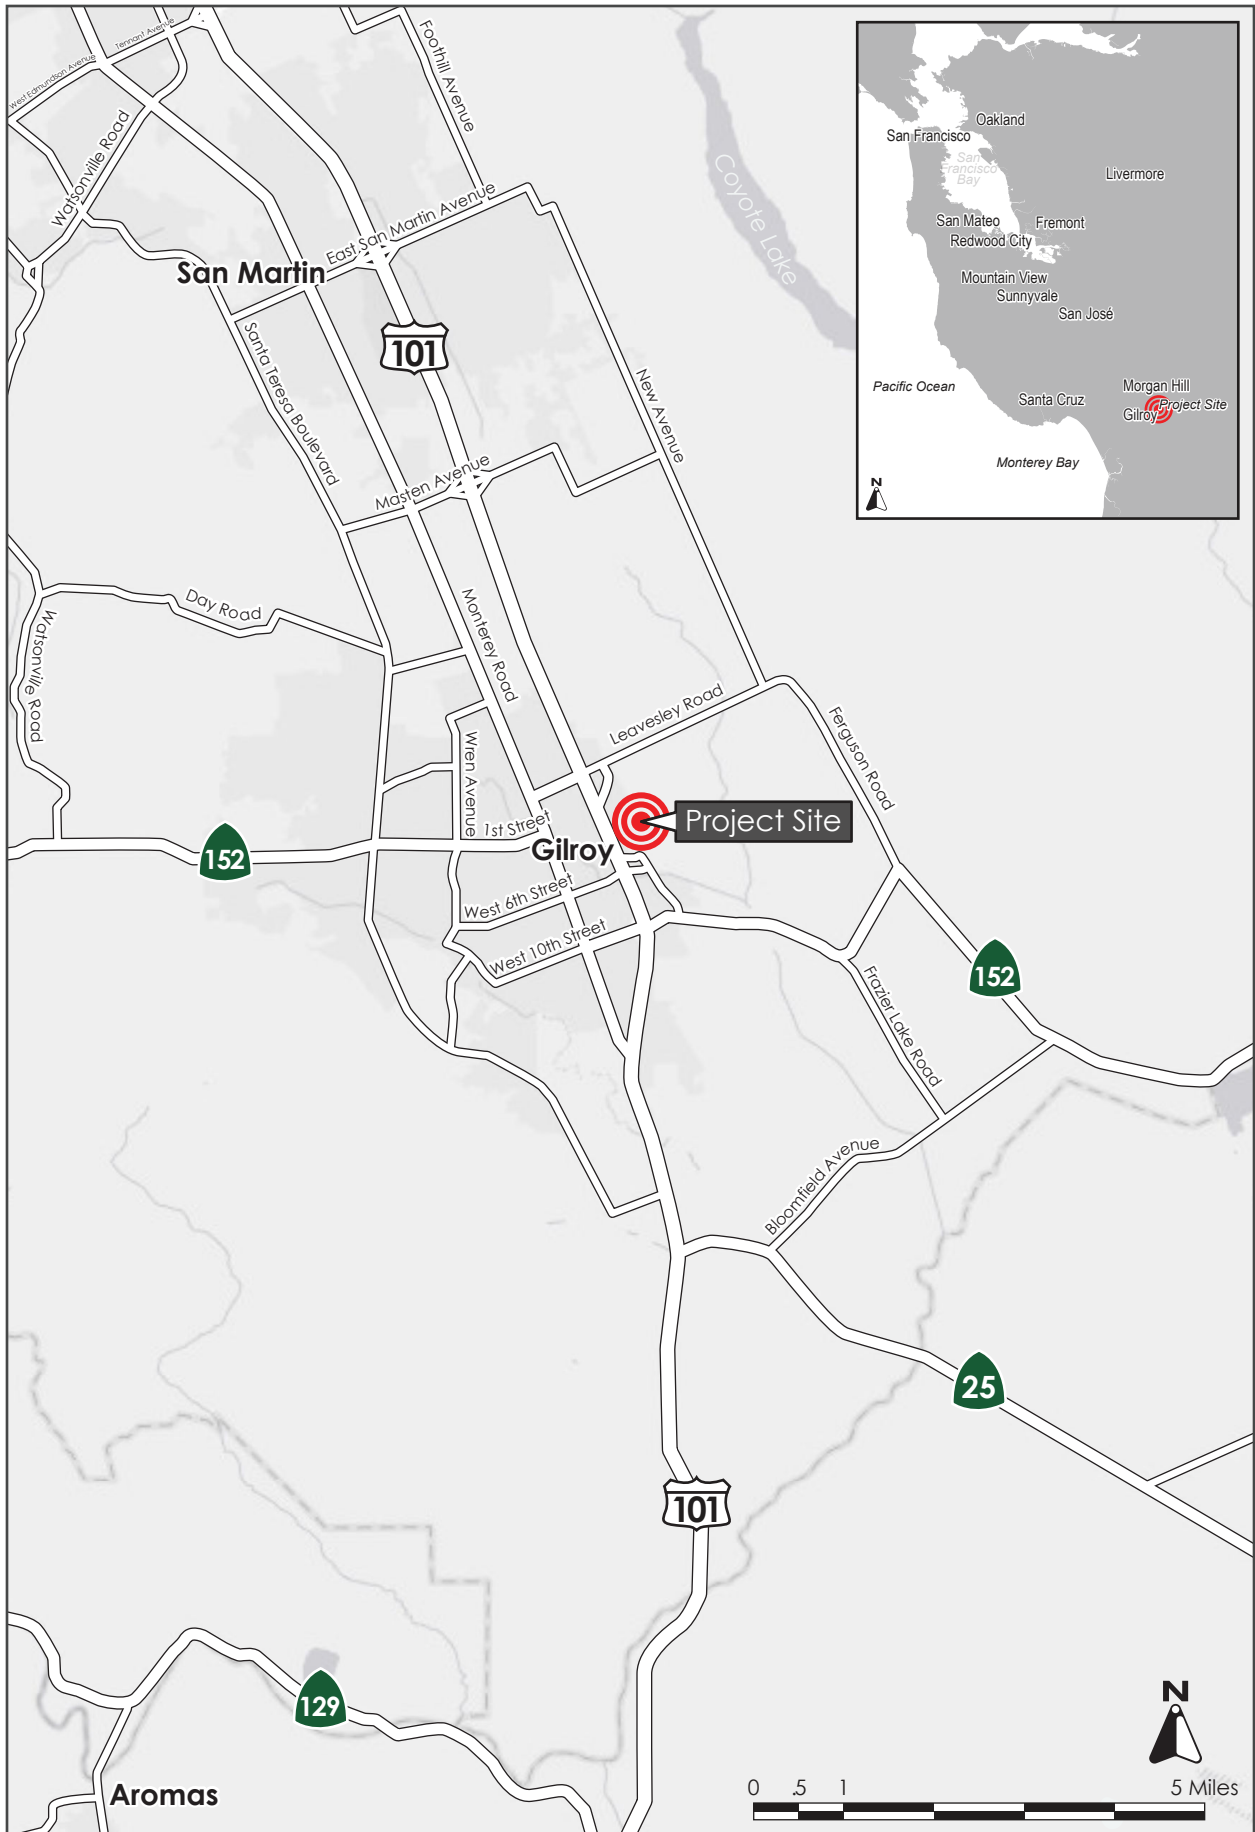 Tennant Avenue
West Edmundson Avenue
Foothill Avenue
Watsonville Road
Coyote Lake
East San Martin Avenue
San Martin
101
Santa Teresa Boulevard
New Avenue
Masten Avenue
Day Road
Watsonville Road
Monterey Road
Leavesley Road
Ferguson Road
Wren Avenue
1st Street
Project Site
Gilroy
152
West 6th Street
West 10th Street
152
Frazier Lake Road
Bloomfield Avenue
25
101
129
Aromas
N
0 .5 1 5 Miles
Oakland
San Francisco
San
Francisco
Bay
Livermore
San Mateo
Fremont
Redwood City
Mountain View
Sunnyvale
San José
Pacific Ocean
Santa Cruz
Morgan Hill
Project Site
Gilroy
Monterey Bay
N